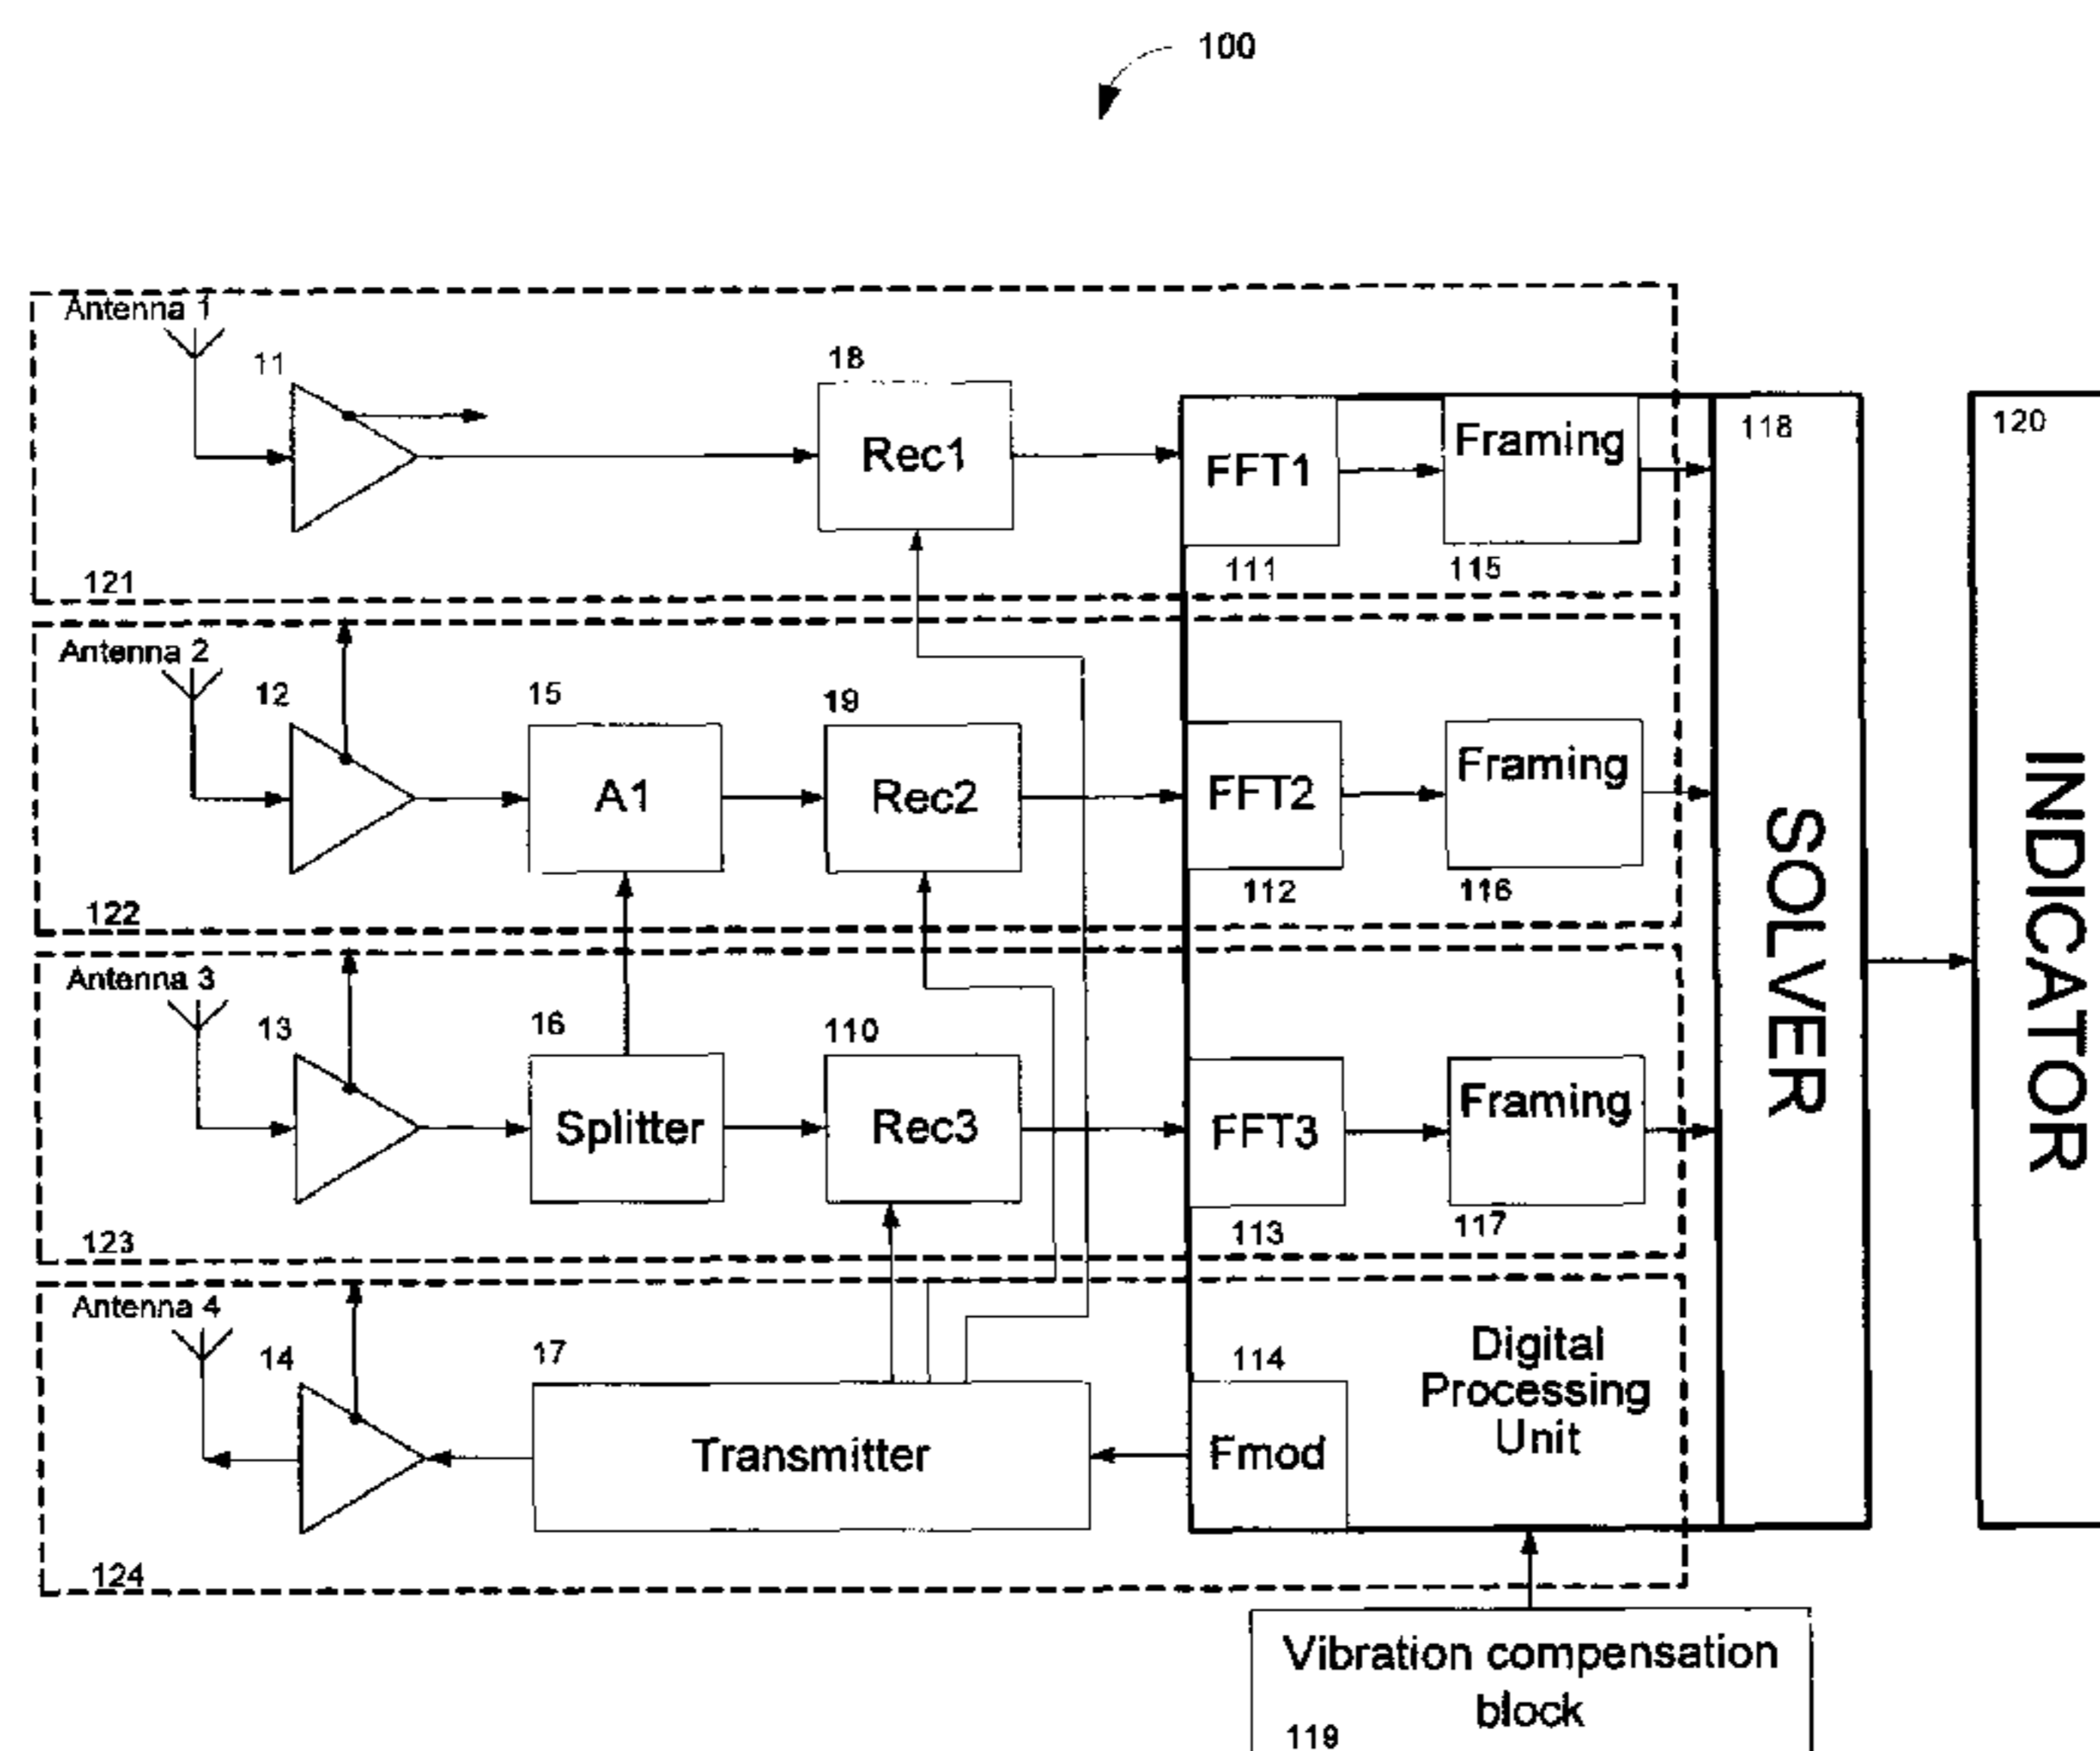 100
Antenna 1
11
18
Rec1
FFT1
Framing
118
120
111
115
121
Antenna 2
12
15
19
A1
Rec2
FFT2
Framing
112
116
122
SOLVER
INDICATOR
Antenna 3
13
16
110
Splitter
Rec3
FFT3
Framing
113
117
123
Antenna 4
14
17
114
Transmitter
Fmod
Digital
Processing
Unit
124
Vibration compensation
block
119